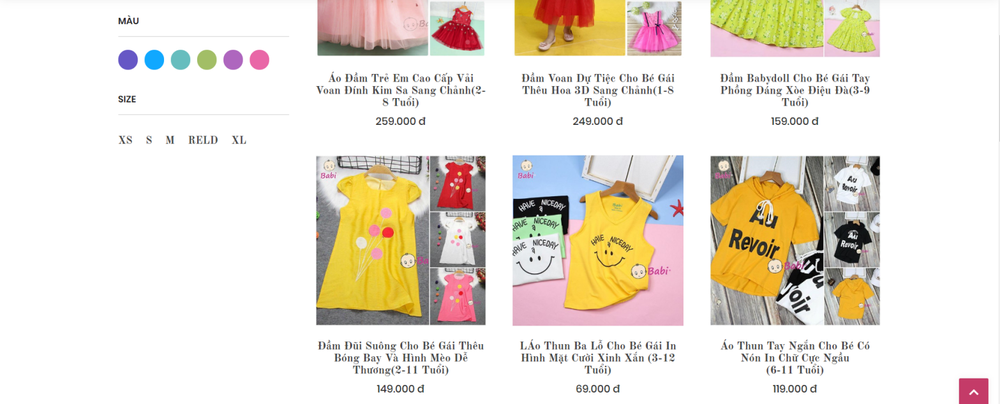 MÀU
SIZE
XS S M RELD XL
Áo Đầm Trẻ Em Cao Cấp Vải
Voan Đính Kim Sa Sang Chảnh(2-
8 Tuổi)
259.000 đ
Đầm Voan Dự Tiệc Cho Bé Gái
Thêu Hoa 3D Sang Chảnh(1-8
Tuổi)
249.000 đ
Đầm Babydoll Cho Bé Gái Tay
Phồng Dáng Xòe Điệu Đà(3-9
Tuổi)
159.000 đ
Babi
Babi
HAVE NICEDAY
a
HAVE NICEDAY
a
HAVE NICEDAY
a
Babi
HAVE NICEDAY
a
Babi
Babi
Au
Revoir
Babi
Au
Revoir
Au
Revoir
Đầm Đũi Suông Cho Bé Gái Thêu
Bóng Bay Và Hình Mèo Dễ
Thương(2-11 Tuổi)
149.000 đ
LÁo Thun Ba Lỗ Cho Bé Gái In
Hình Mặt Cười Xinh Xắn (3-12
Tuổi)
69.000 đ
Áo Thun Tay Ngắn Cho Bé Có
Nón In Chữ Cực Ngầu
(6-11 Tuổi)
119.000 đ